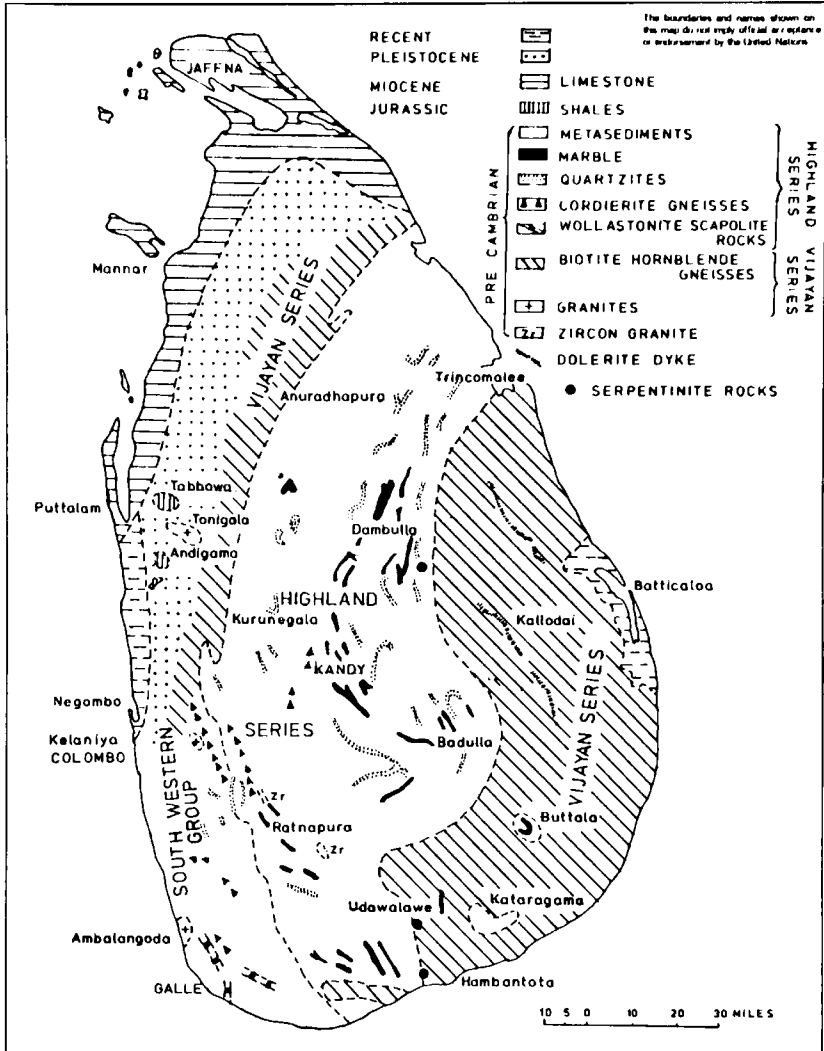 The boundaries and names shown on
this map do not imply official acceptance
or endorsement by the United Nations
RECENT
PLEISTOCENE
MIOCENE
LIMESTONE
JURASSIC
SHALES
PRE CAMBRIAN
METASEDIMENTS
MARBLE
QUARTZITES
CORDIERITE GNEISSES
WOLLASTONITE SCAPOLITE
ROCKS
HIGHLAND
SERIES
BIOTITE HORNBLENDE
GNEISSES
GRANITES
VIJAYAN
SERIES
Zr
ZIRCON GRANITE
DOLERITE DYKE
SERPENTINITE ROCKS
JAFFNA
Mannar
VIJAYAN SERIES
Anuradhapura
Trincomalee
Tabbowa
Puttalam
Tonigala
Andigama
Dambulla
HIGHLAND
Kurunegala
KANDY
Batticaloa
Kallodai
Negombo
SERIES
Kelaniya
COLOMBO
Badulla
VIJAYAN SERIES
SOUTH WESTERN
GROUP
Zr
Ratnapura
Zr
Buttala
Udawalawe
Kataragama
Ambalangoda
GALLE
Hambantota
10 5 0 10 20 30 MILES